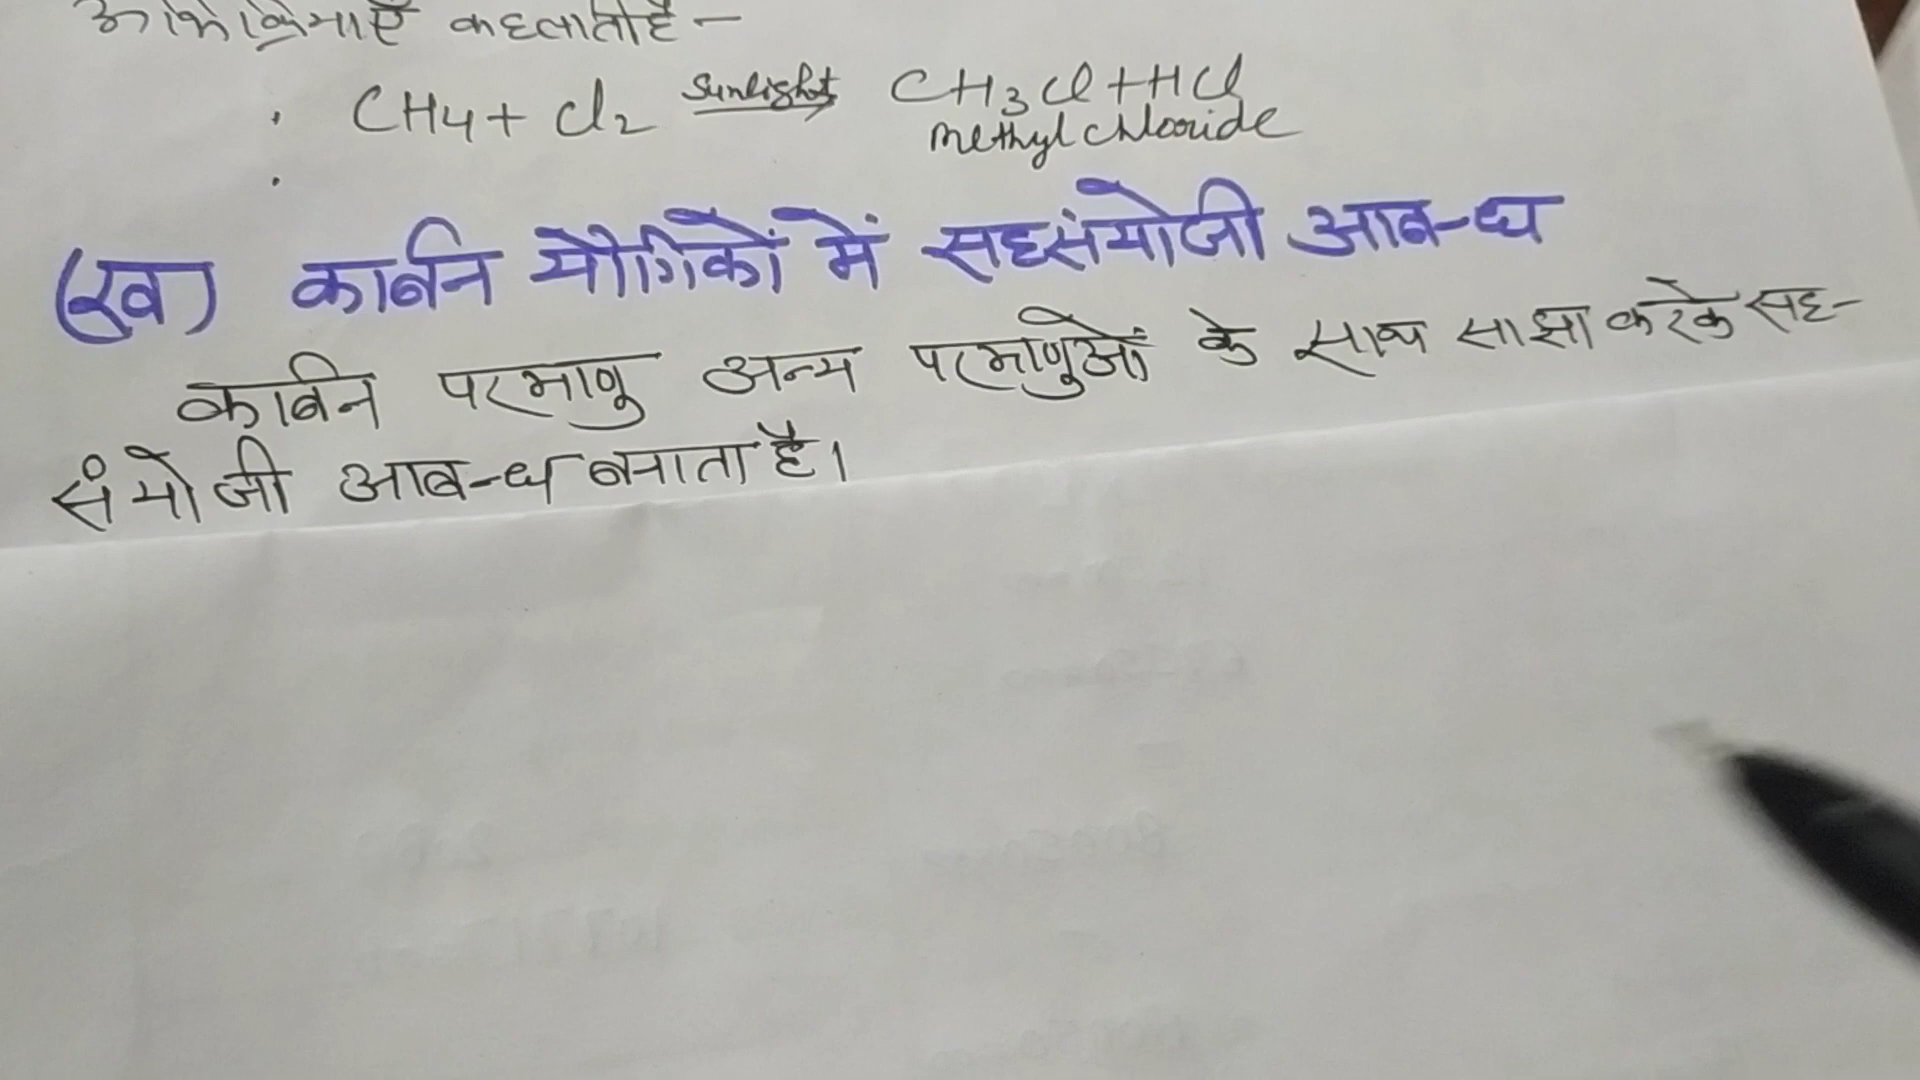 अभिक्रियाएँ कहलाती है –
CH4 + Cl2 sunlight CH3Cl + HCl
Methyl chloride
(ख) कार्बन यौगिकों में सहसंयोजी आबन्ध
कार्बन परमाणु अन्य परमाणुओं के साथ साझा करके सह-
संयोजी आबन्ध बनाता है।